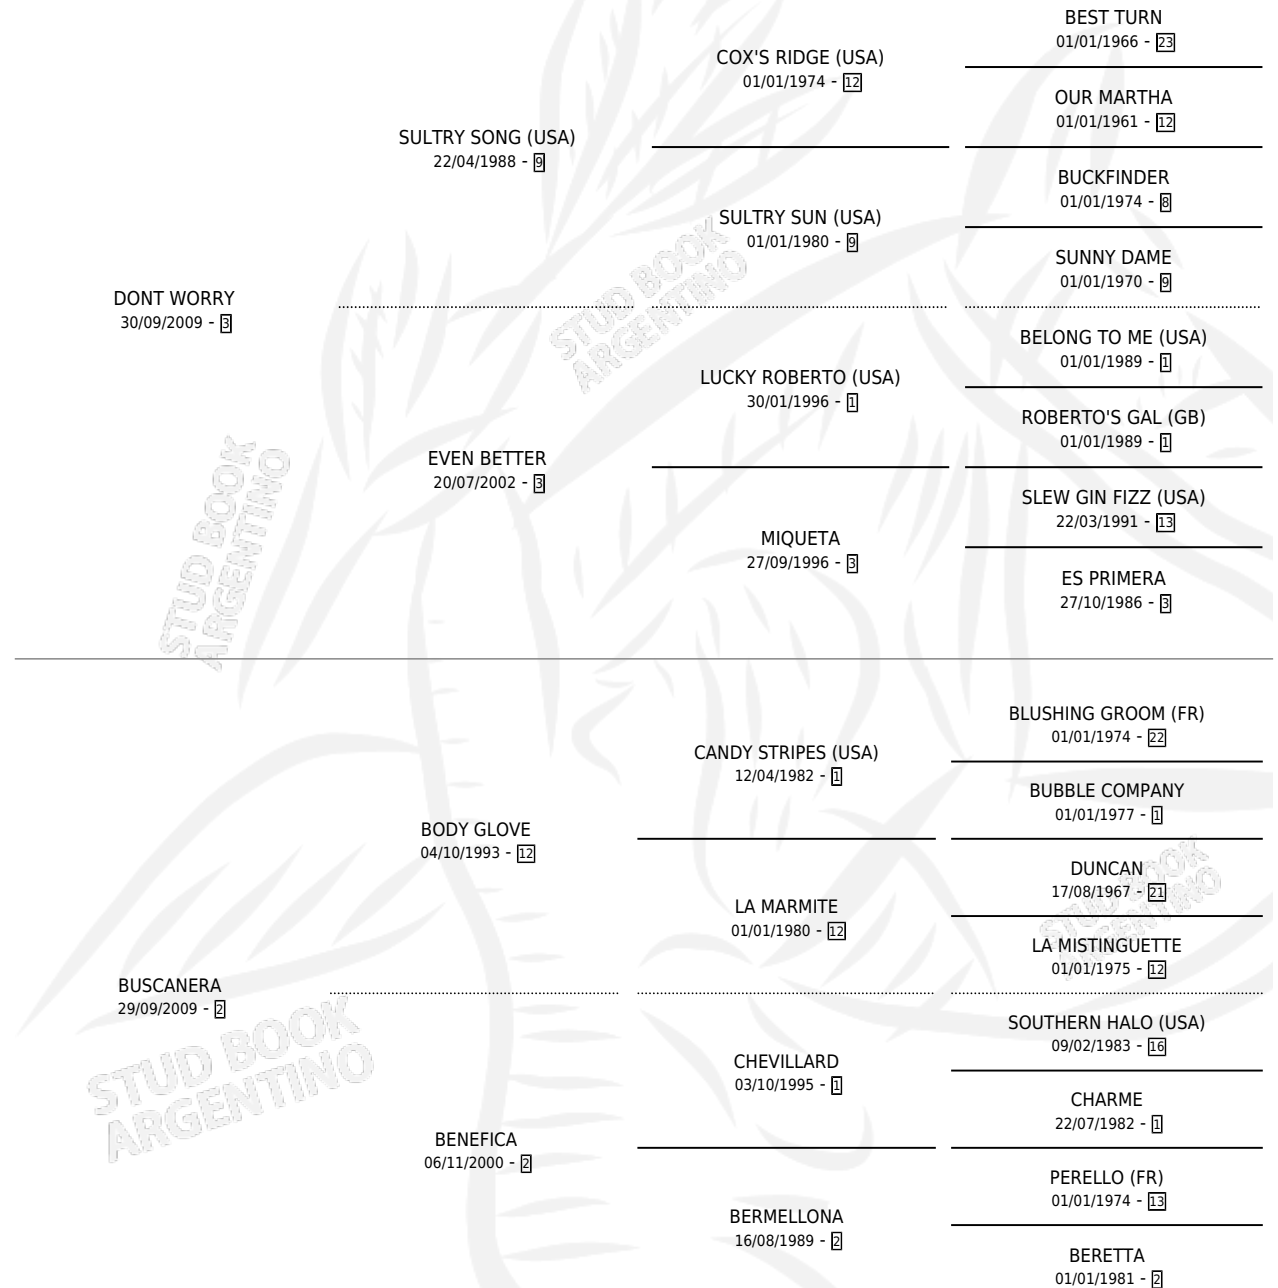 BEST TURN
01/01/1966 - 23
COX'S RIDGE (USA)
01/01/1974 - 12
OUR MARTHA
01/01/1961 - 12
SULTRY SONG (USA)
22/04/1988 - 9
BUCKFINDER
01/01/1974 - 8
SULTRY SUN (USA)
01/01/1980 - 9
SUNNY DAME
01/01/1970 - 9
DONT WORRY
30/09/2009 - 3
BELONG TO ME (USA)
01/01/1989 - 1
LUCKY ROBERTO (USA)
30/01/1996 - 1
ROBERTO'S GAL (GB)
01/01/1989 - 1
EVEN BETTER
20/07/2002 - 3
SLEW GIN FIZZ (USA)
22/03/1991 - 13
MIQUETA
27/09/1996 - 3
ES PRIMERA
27/10/1986 - 3
BLUSHING GROOM (FR)
01/01/1974 - 22
CANDY STRIPES (USA)
12/04/1982 - 1
BUBBLE COMPANY
01/01/1977 - 1
BODY GLOVE
04/10/1993 - 12
DUNCAN
17/08/1967 - 21
LA MARMITE
01/01/1980 - 12
LA MISTINGUETTE
01/01/1975 - 12
BUSCANERA
29/09/2009 - 2
SOUTHERN HALO (USA)
09/02/1983 - 16
CHEVILLARD
03/10/1995 - 1
CHARME
22/07/1982 - 1
BENEFICA
06/11/2000 - 2
PERELLO (FR)
01/01/1974 - 13
BERMELLONA
16/08/1989 - 2
BERETTA
01/01/1981 - 2
STUD BOOK
ARGENTINO
STUD BOOK
ARGENTINO
STUD BOOK
ARGENTINO
STUD BOOK
ARGENTINO